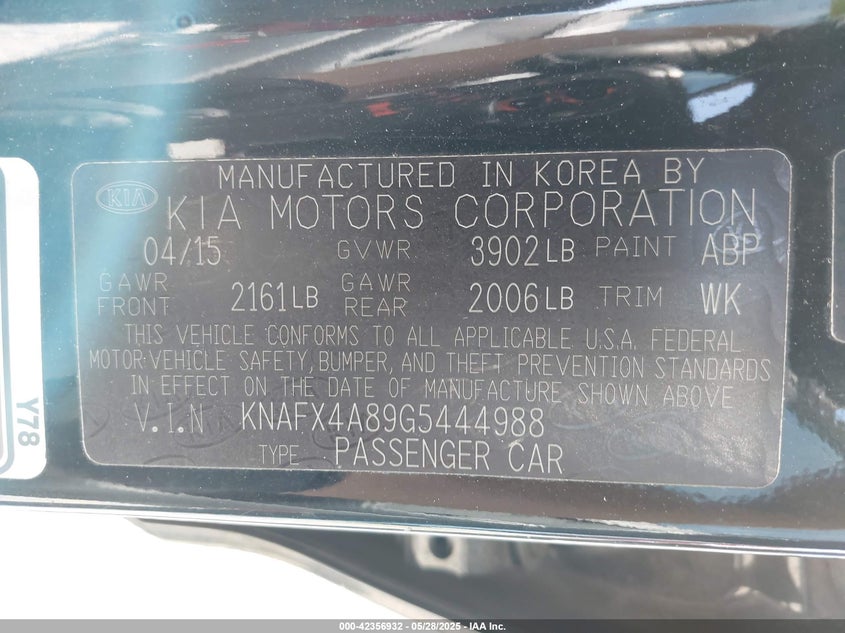 MANUFACTURED IN KOREA BY
KIA KIA MOTORS CORPORATION
04/15 GVWR 3902LB PAINT ABP
GAWR FRONT 2161LB GAWR REAR 2006LB TRIM WK
THIS VEHICLE CONFORMS TO ALL APPLICABLE U.S.A. FEDERAL
MOTOR VEHICLE SAFETY, BUMPER, AND THEFT PREVENTION STANDARDS
IN EFFECT ON THE DATE OF MANUFACTURE SHOWN ABOVE
V.I.N KNAFX4A89G5444988
TYPE PASSENGER CAR
Y78
000-42356932 - 05/28/2025 - IAA Inc.